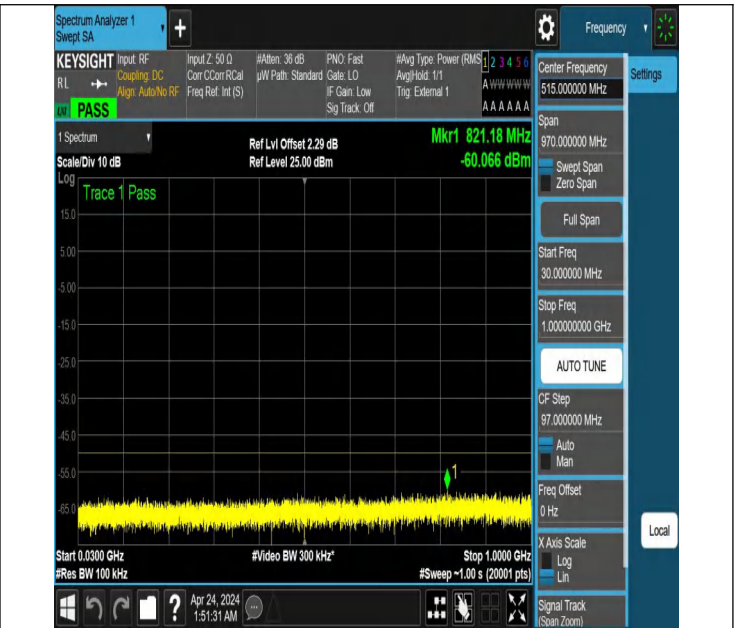 Spectrum Analyzer 1
Swept SA
+
Frequency
KEYSIGHT
RL
PASS
Input: RF
Coupling: DC
Align: Auto/No RF
Input Z: 50 Ω
Corr CCorr RCal
Freq Ref: Int (S)
#Atten: 36 dB
µW Path: Standard
PNO: Fast
Gate: LO
IF Gain: Low
Sig Track: Off
#Avg Type: Power (RMS
Avg|Hold: 1/1
Trig: External 1
1 2 3 4 5 6
A W W W W W
A A A A A A
1 Spectrum
Scale/Div 10 dB
Ref Lvl Offset 2.29 dB
Ref Level 25.00 dBm
Mkr1 821.18 MHz
-60.066 dBm
Log
Trace 1 Pass
15.0
5.00
-5.00
-15.0
-25.0
-35.0
-45.0
-55.0
-65.0
1
Start 0.0300 GHz
#Res BW 100 kHz
#Video BW 300 kHz*
Stop 1.0000 GHz
#Sweep ~1.00 s (20001 pts)
Center Frequency
515.000000 MHz
Settings
Span
970.000000 MHz
Swept Span
Zero Span
Full Span
Start Freq
30.000000 MHz
Stop Freq
1.000000000 GHz
AUTO TUNE
CF Step
97.000000 MHz
Auto
Man
Freq Offset
0 Hz
Local
X Axis Scale
Log
Lin
Signal Track
(Span Zoom)
?
Apr 24, 2024
1:51:31 AM